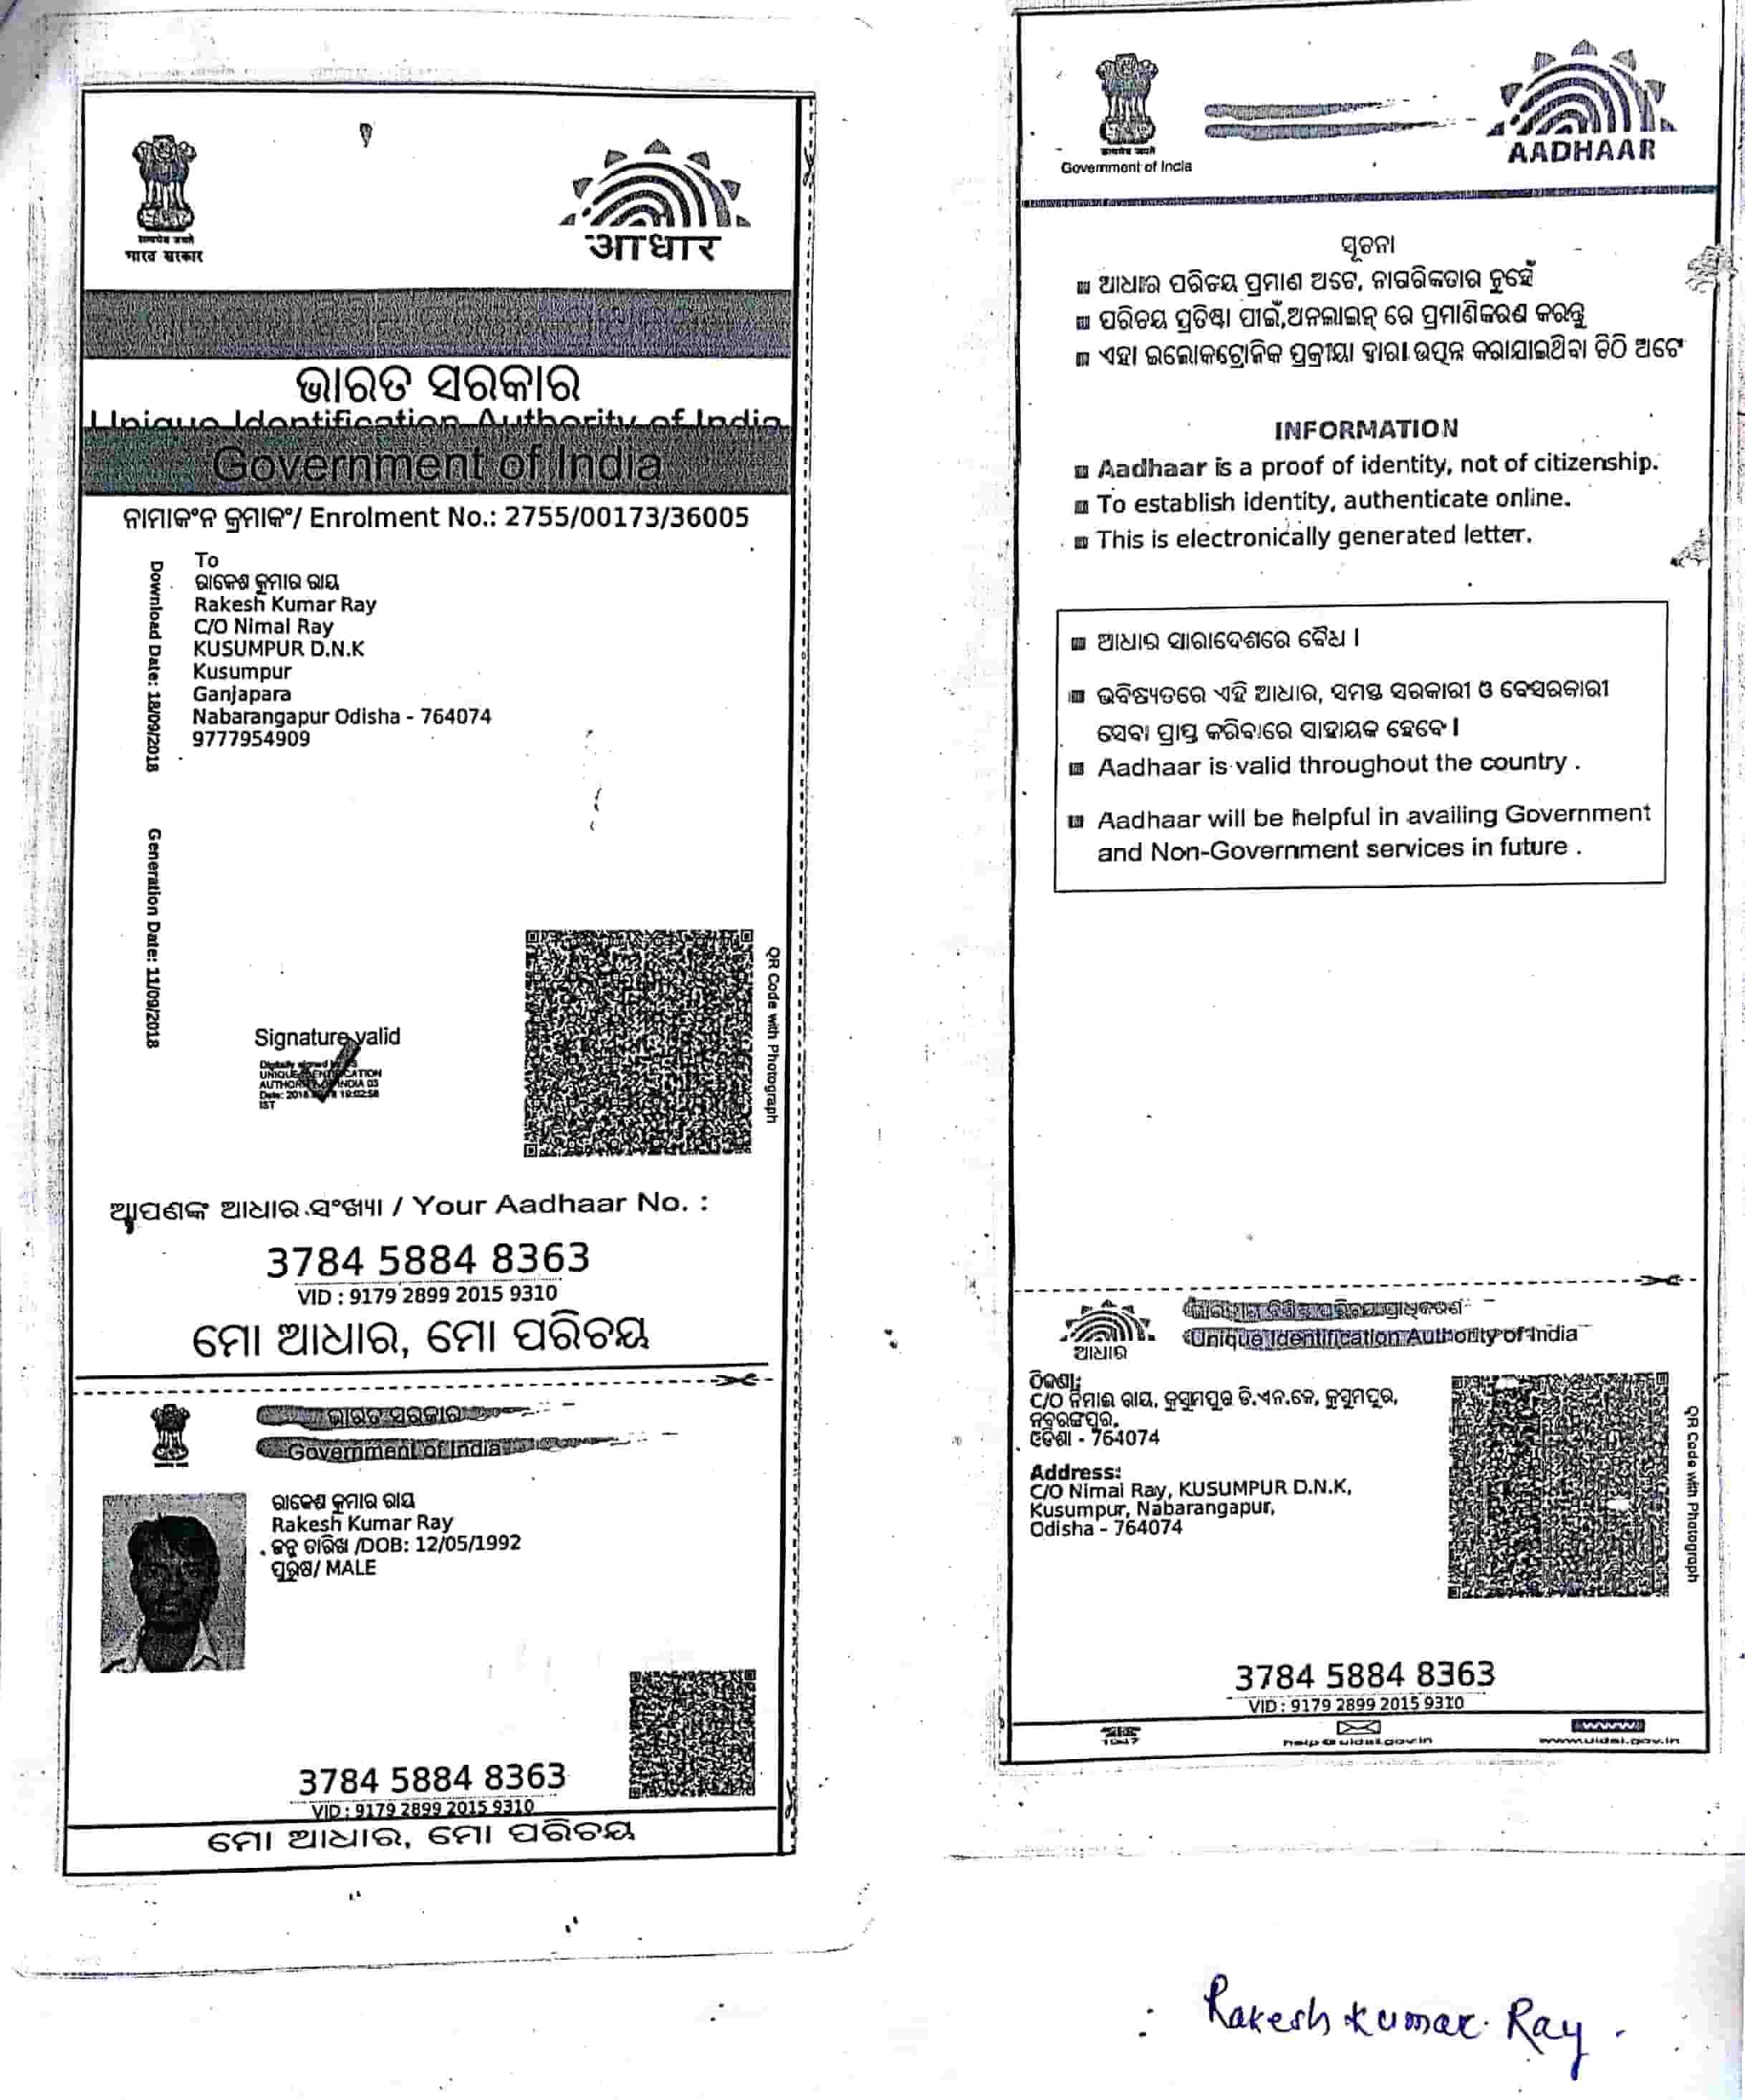 सत्यमेव जयते
भारत सरकार
आधार
ଭାରତ ସରକାର
Unique Identification Authority of India
Government of India
ନାମାଙ୍କନ କ୍ରମାଙ୍କ/ Enrolment No.: 2755/00173/36005
To
ରାକେଶ କୁମାର ରାୟ
Rakesh Kumar Ray
C/O Nimai Ray
KUSUMPUR D.N.K
Kusumpur
Ganjapara
Nabarangapur Odisha - 764074
9777954909
Download Date: 18/09/2018
Generation Date: 11/09/2018
Signature valid
Digitally signed by DS
UNIQUE IDENTIFICATION
AUTHORITY OF INDIA 03
Date: 2018 19:02:58
IST
QR Code with Photograph
ଆପଣଙ୍କ ଆଧାର ସଂଖ୍ୟା / Your Aadhaar No. :
3784 5884 8363
VID : 9179 2899 2015 9310
ମୋ ଆଧାର, ମୋ ପରିଚୟ
ଭାରତ ସରକାର
Government of India
ରାକେଶ କୁମାର ରାୟ
Rakesh Kumar Ray
ଜନ୍ମ ତାରିଖ /DOB: 12/05/1992
ପୁରୁଷ/ MALE
3784 5884 8363
VID : 9179 2899 2015 9310
ମୋ ଆଧାର, ମୋ ପରିଚୟ
सत्यमेव जयते
Government of India
AADHAAR
ସୂଚନା
ଆଧାର ପରିଚୟ ପ୍ରମାଣ ଅଟେ, ନାଗରିକତାର ନୁହେଁ
ପରିଚୟ ପ୍ରତିଷ୍ଠା ପାଇଁ,ଅନଲାଇନ୍ ରେ ପ୍ରମାଣିକରଣ କରନ୍ତୁ
ଏହା ଇଲୋକଟ୍ରୋନିକ ପ୍ରକ୍ରୀୟା ଦ୍ୱାରା ଉତ୍ପନ୍ନ କରାଯାଇଥିବା ଚିଠି ଅଟେ
INFORMATION
Aadhaar is a proof of identity, not of citizenship.
To establish identity, authenticate online.
This is electronically generated letter.
ଆଧାର ସାରାଦେଶରେ ବୈଧ ।
ଭବିଷ୍ୟତରେ ଏହି ଆଧାର, ସମସ୍ତ ସରକାରୀ ଓ ବେସରକାରୀ
ସେବା ପ୍ରାପ୍ତ କରିବାରେ ସାହାୟକ ହେବେ ।
Aadhaar is valid throughout the country .
Aadhaar will be helpful in availing Government
and Non-Government services in future .
ଆଧାର
ପରିଚୟ ପ୍ରାଧିକରଣ
Unique Identification Authority of India
ଠିକଣା:
C/O ନିମାଇ ରାୟ, କୁସୁମପୁର ଡି.ଏନ.କେ, କୁସୁମପୁର,
ନବରଙ୍ଗପୁର,
ଓଡିଶା - 764074
Address:
C/O Nimai Ray, KUSUMPUR D.N.K,
Kusumpur, Nabarangapur,
Odisha - 764074
QR Code with Photograph
3784 5884 8363
VID : 9179 2899 2015 9310
1947
help@uidai.gov.in
www
www.uidai.gov.in
Rakesh Kumar Ray